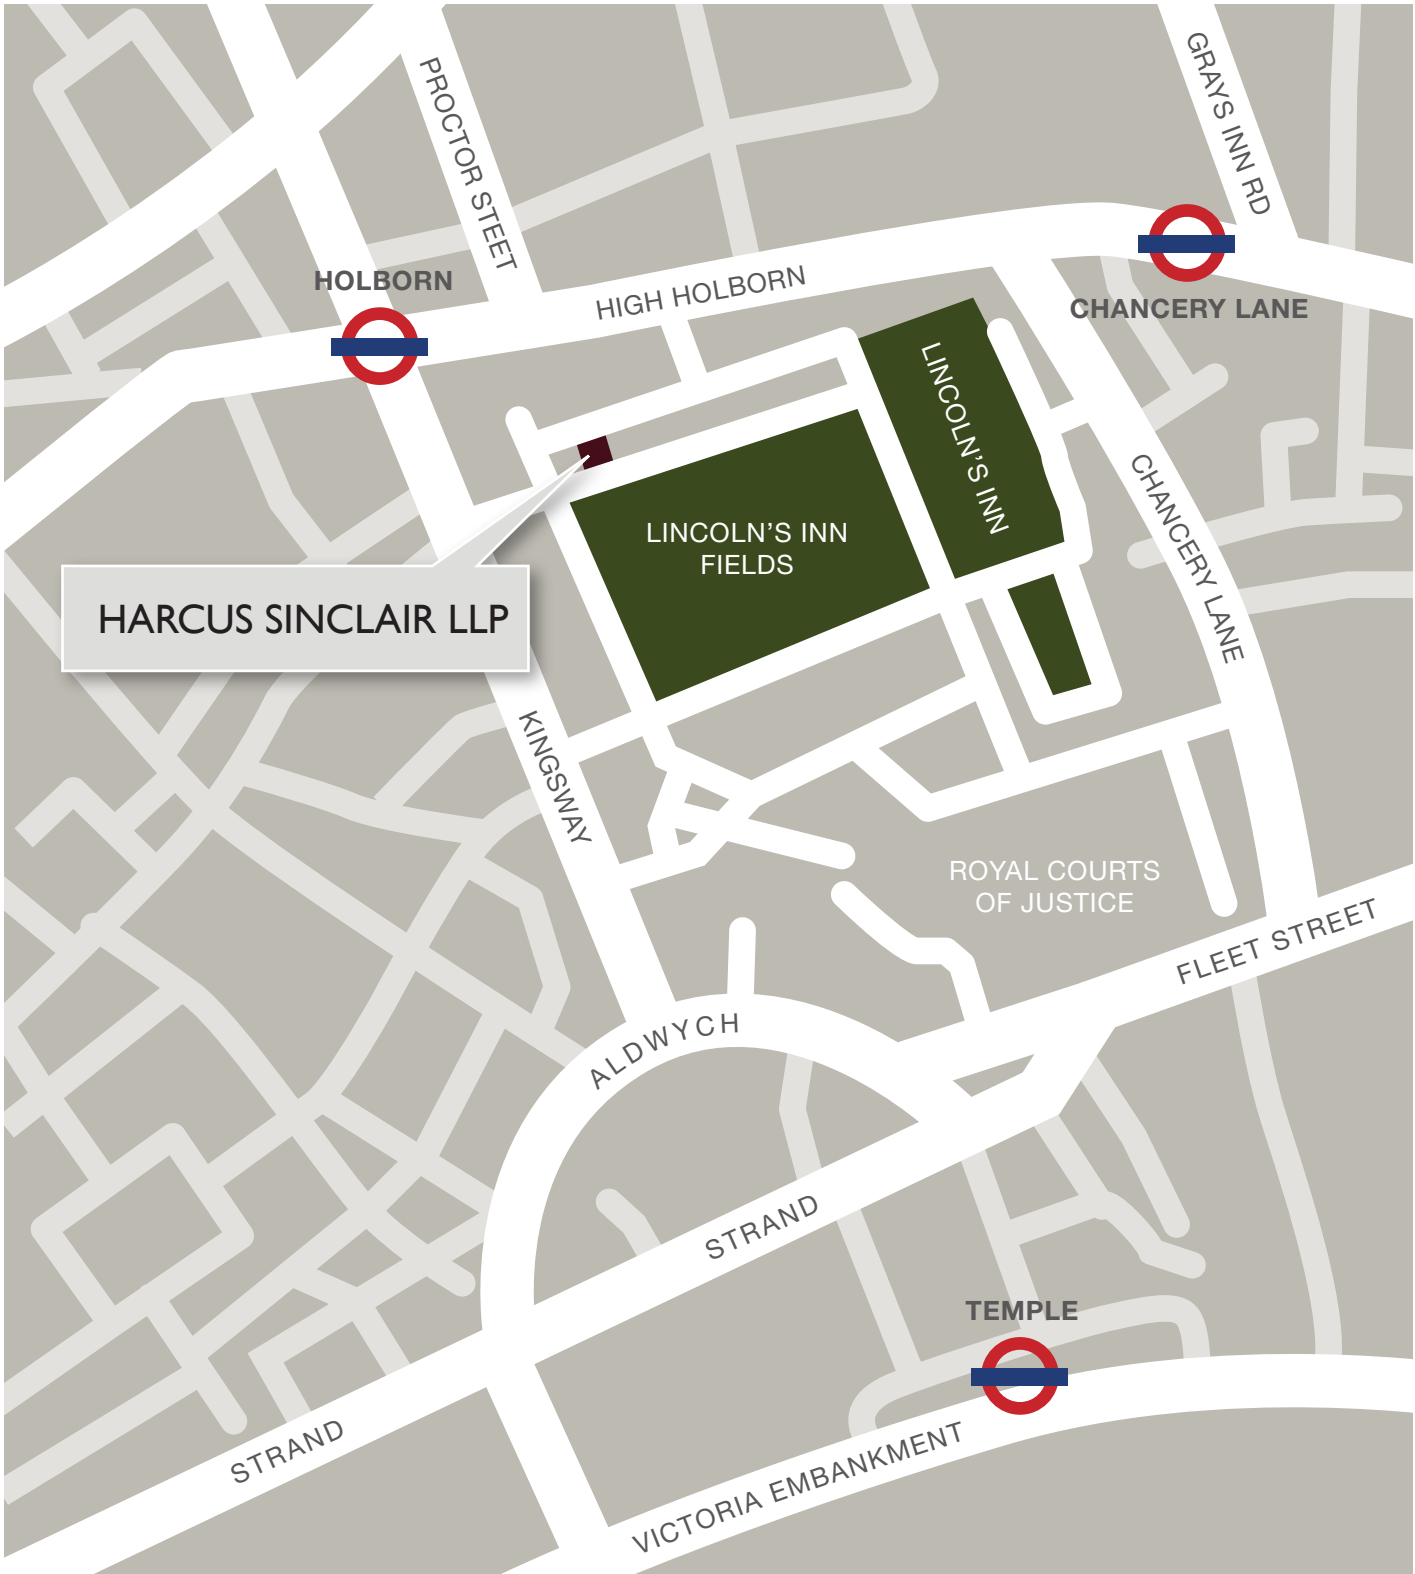 PROCTOR STEET
GRAYS INN RD
HOLBORN
HIGH HOLBORN
CHANCERY LANE
LINCOLN'S INN
LINCOLN'S INN
FIELDS
CHANCERY LANE
HARCUS SINCLAIR LLP
KINGSWAY
ROYAL COURTS
OF JUSTICE
FLEET STREET
ALDWYCH
STRAND
TEMPLE
STRAND
VICTORIA EMBANKMENT